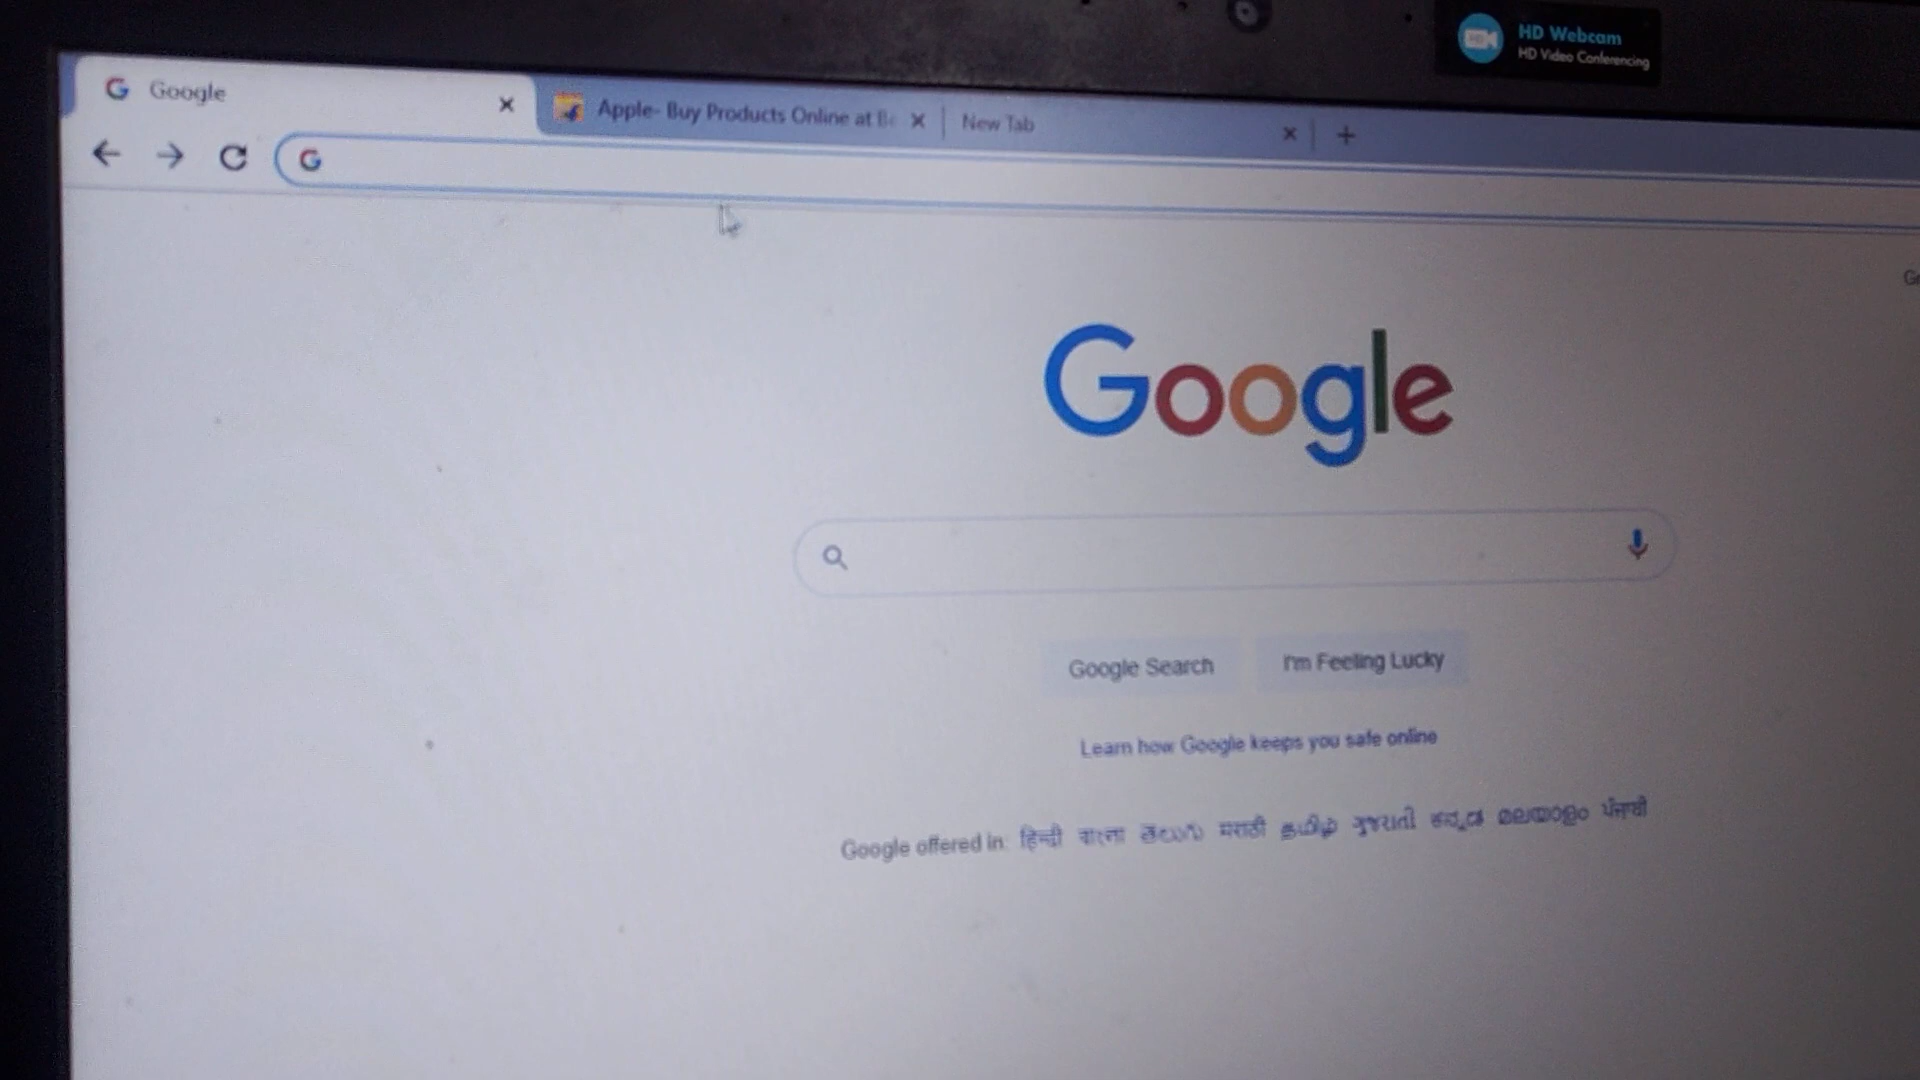 HD Webcam
HD Video Conferencing
Google
Apple- Buy Products Online at Be
New Tab
Google
Google Search
I'm Feeling Lucky
Learn how Google keeps you safe online
Google offered in: हिन्दी বাংলা తెలుగు मराठी தமிழ் ગુજરાતી ಕನ್ನಡ മലയാളം ਪੰਜਾਬੀ